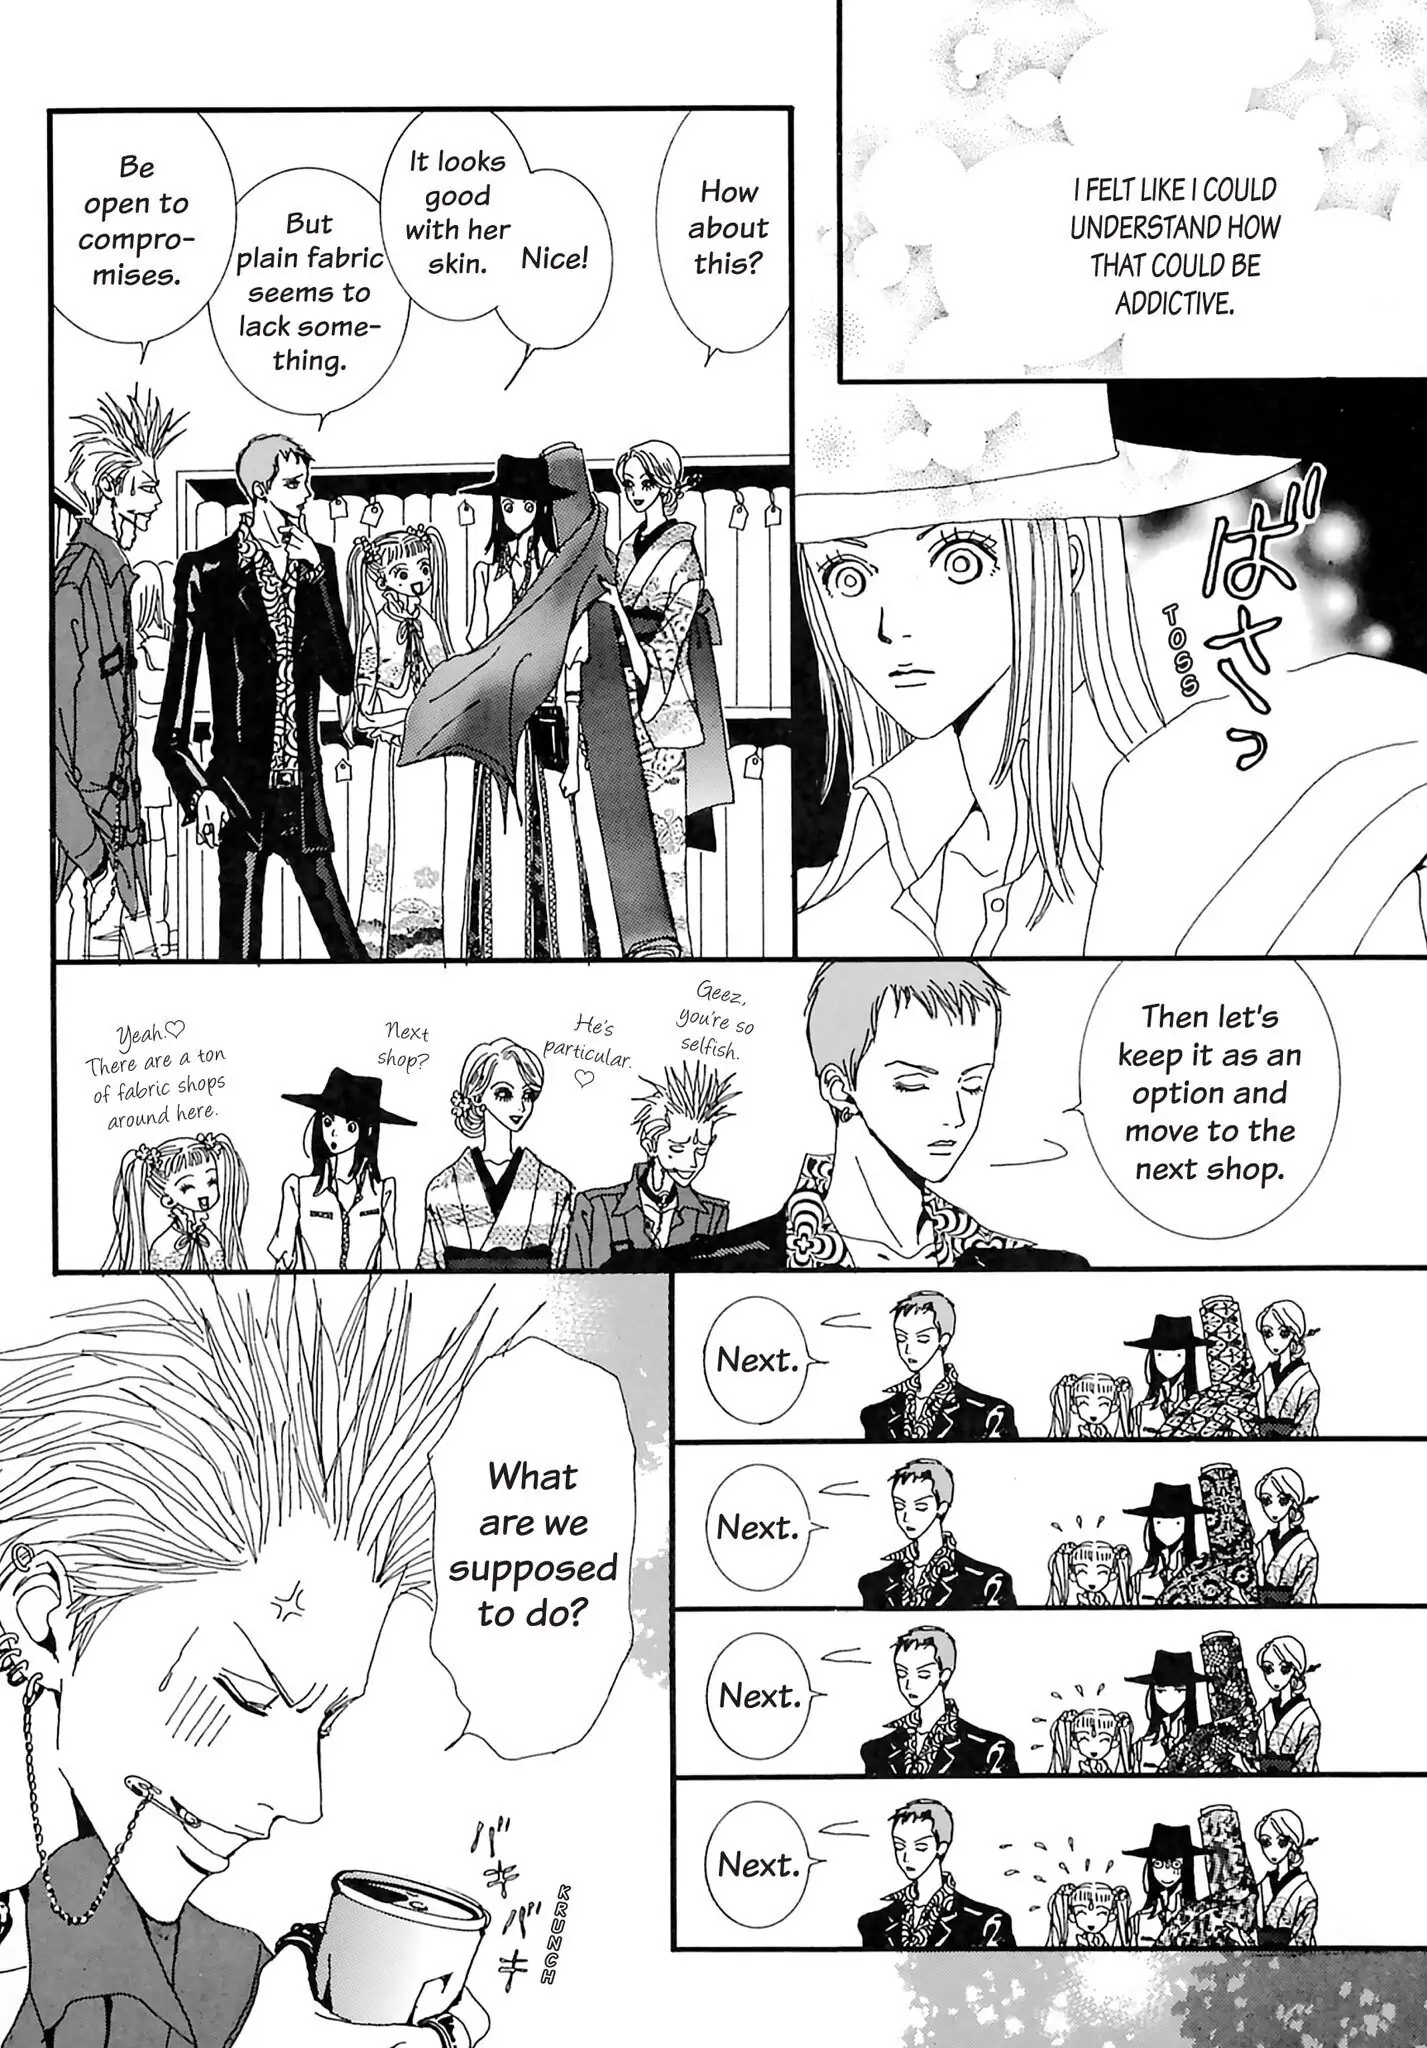 I FELT LIKE I COULD
UNDERSTAND HOW
THAT COULD BE
ADDICTIVE.
ばさっ
TOSS
How
about
this?
Nice!
It looks
good
with her
skin.
But
plain fabric
seems to
lack some-
thing.
Be
open to
compro-
mises.
Then let's
keep it as an
option and
move to the
next shop.
Geez,
you're so
selfish.
He's
particular.
♡
Next
shop?
Yeah.♡
There are a ton
of fabric shops
around here.
Next.
Next.
Next.
Next.
What
are we
supposed
to do?
バキバキ
KRUNCH